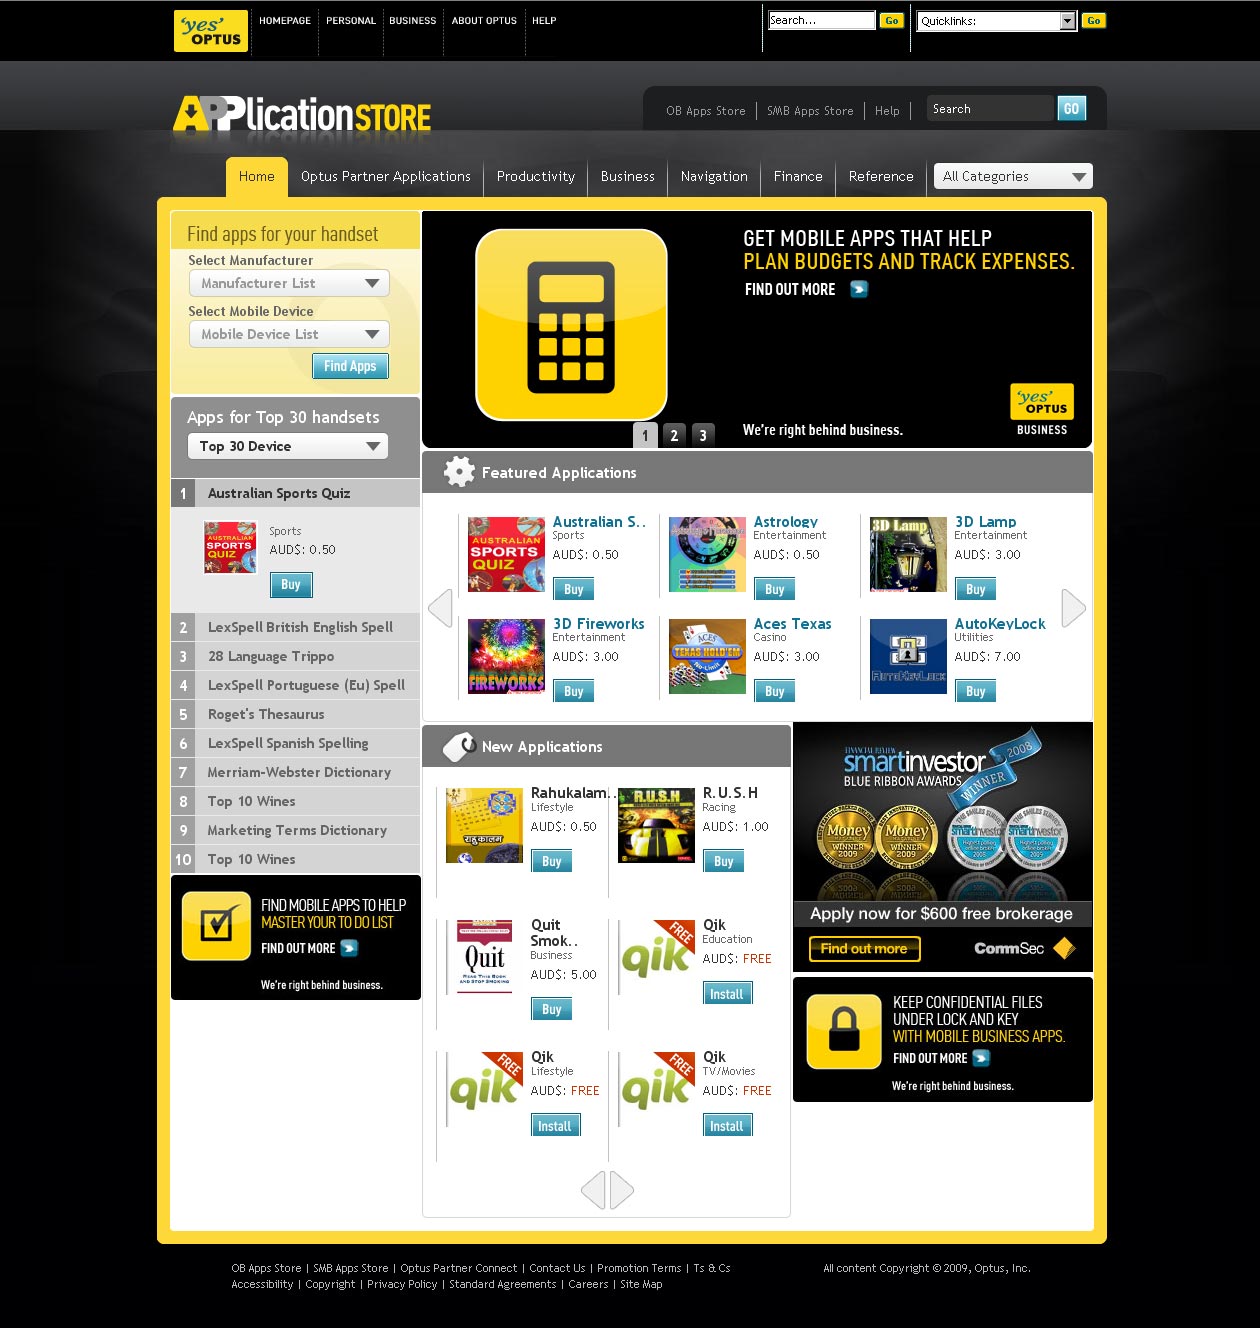 'yes'
OPTUS
HOMEPAGE
PERSONAL
BUSINESS
ABOUT OPTUS
HELP
Search...
Go
Quicklinks:
Go
APPlication STORE
OB Apps Store
SMB Apps Store
Help
Search
GO
Home
Optus Partner Applications
Productivity
Business
Navigation
Finance
Reference
All Categories
Find apps for your handset
Select Manufacturer
Manufacturer List
Select Mobile Device
Mobile Device List
Find Apps
GET MOBILE APPS THAT HELP
PLAN BUDGETS AND TRACK EXPENSES.
FIND OUT MORE
'yes'
OPTUS
BUSINESS
We're right behind business.
1 2 3
Apps for Top 30 handsets
Top 30 Device
1 Australian Sports Quiz
AUSTRALIAN
SPORTS
QUIZ
Sports
AUD$: 0.50
Buy
2 LexSpell British English Spell
3 28 Language Trippo
4 LexSpell Portuguese (Eu) Spell
5 Roget's Thesaurus
6 LexSpell Spanish Spelling
7 Merriam-Webster Dictionary
8 Top 10 Wines
9 Marketing Terms Dictionary
10 Top 10 Wines
FIND MOBILE APPS TO HELP
MASTER YOUR TO DO LIST
FIND OUT MORE
We're right behind business.
Featured Applications
AUSTRALIAN
SPORTS
QUIZ
Australian S..
Sports
AUD$: 0.50
Buy
Astrology
Entertainment
AUD$: 0.50
Buy
3D Lamp
3D Lamp
Entertainment
AUD$: 3.00
Buy
FIREWORKS
3D Fireworks
Entertainment
AUD$: 3.00
Buy
ACES
TEXAS HOLD'EM
No-Limit
Aces Texas
Casino
AUD$: 3.00
Buy
AutoKeyLock
AutoKeyLock
Utilities
AUD$: 7.00
Buy
New Applications
राहु कालम
Rahukalam..
Lifestyle
AUD$: 0.50
Buy
R.U.S.H
R.U.S.H
Racing
AUD$: 1.00
Buy
Quit
READ THIS BOOK
AND STOP SMOKING
Quit
Smok..
Business
AUD$: 5.00
Buy
FREE
qik
Qik
Education
AUD$: FREE
Install
FREE
qik
Qik
Lifestyle
AUD$: FREE
Install
FREE
qik
Qik
TV/Movies
AUD$: FREE
Install
FINANCIAL REVIEW
smartinvestor
2008
BLUE RIBBON AWARDS
WINNER
Money
WINNER
2009
Money
WINNER
2009
smartinvestor
smartinvestor
Apply now for $600 free brokerage
Find out more
CommSec
KEEP CONFIDENTIAL FILES
UNDER LOCK AND KEY
WITH MOBILE BUSINESS APPS.
FIND OUT MORE
We're right behind business.
OB Apps Store | SMB Apps Store | Optus Partner Connect | Contact Us | Promotion Terms | Ts & Cs
Accessibility | Copyright | Privacy Policy | Standard Agreements | Careers | Site Map
All content Copyright © 2009, Optus, Inc.